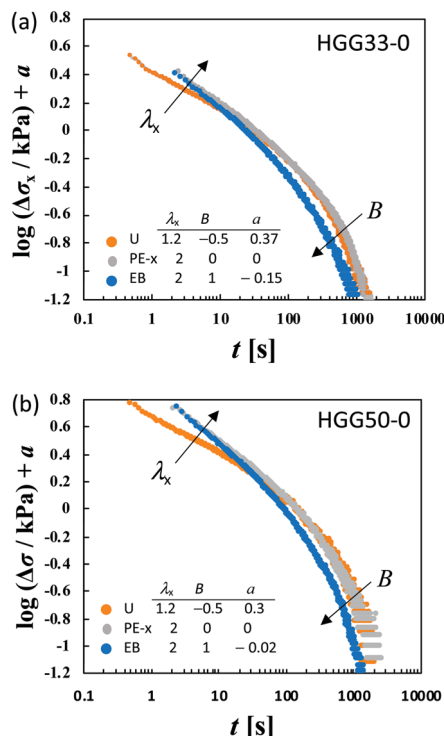 (a)
HGG33-0
log (Δσx / kPa) + a
0.8
0.6
0.4
0.2
0
-0.2
-0.4
-0.6
-0.8
-1
-1.2
λx
B
λx B a
U 1.2 −0.5 0.37
PE-x 2 0 0
EB 2 1 − 0.15
0.1 1 10 100 1000 10000
t [s]
(b)
HGG50-0
log (Δσ / kPa) + a
0.8
0.6
0.4
0.2
0
-0.2
-0.4
-0.6
-0.8
-1
-1.2
λx
B
λx B a
U 1.2 −0.5 0.3
PE-x 2 0 0
EB 2 1 − 0.02
0.1 1 10 100 1000 10000
t [s]